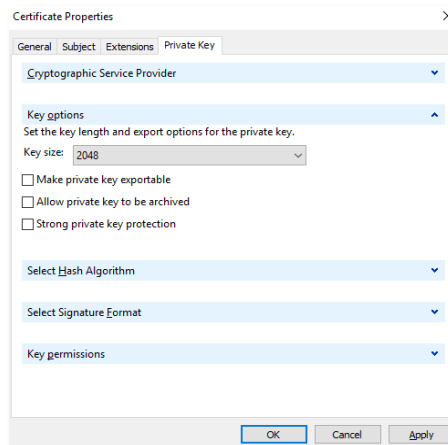 Certificate Properties
General Subject Extensions Private Key
Cryptographic Service Provider
Key options
Set the key length and export options for the private key.
Key size: 2048
Make private key exportable
Allow private key to be archived
Strong private key protection
Select Hash Algorithm
Select Signature Format
Key permissions
OK Cancel Apply